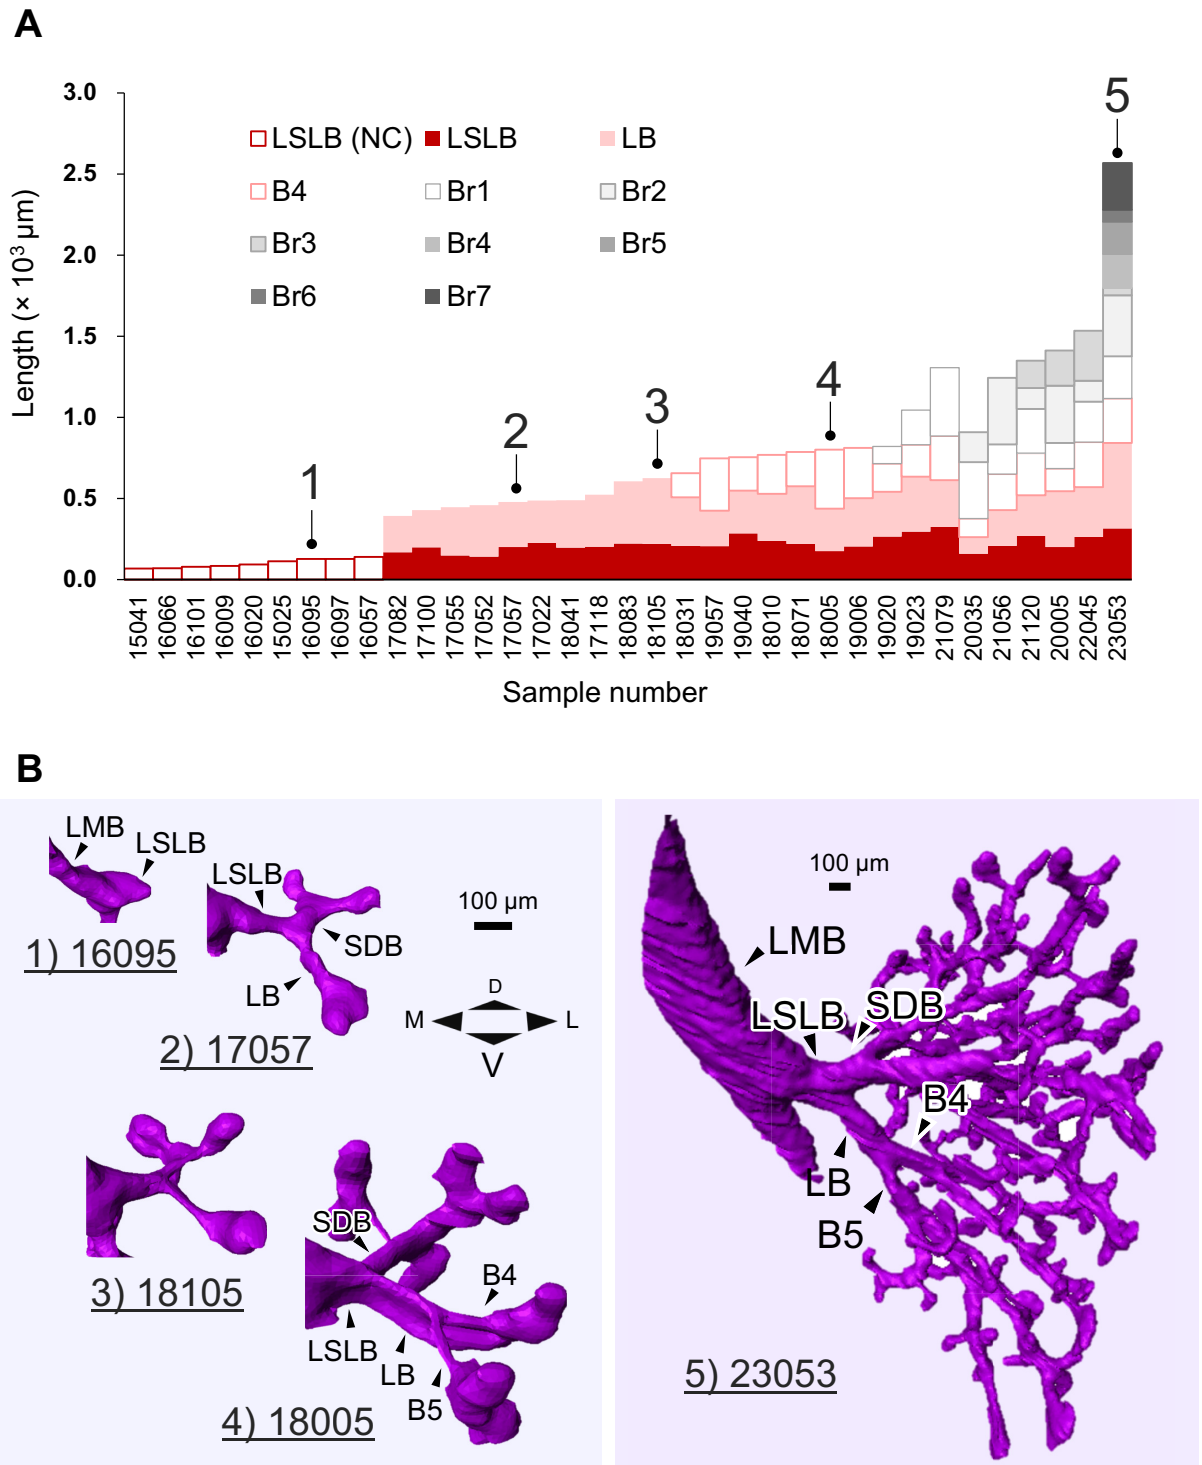 A
3.0
2.5
2.0
1.5
1.0
0.5
0.0
Length (× 10³ µm)
LSLB (NC) LSLB LB
B4 Br1 Br2
Br3 Br4 Br5
Br6 Br7
1
2
3
4
5
15041 16066 16101 16009 16020 15025 16095 16097 16057 17082 17100 17055 17052 17057 17022 18041 17118 18083 18105 18031 19057 19040 18010 18071 18005 19006 19020 19023 21079 20035 21056 21120 20005 22045 23053
Sample number
B
LMB
LSLB
1) 16095
LSLB
SDB
LB
2) 17057
100 µm
D
M L
V
3) 18105
SDB
B4
LSLB
LB
B5
4) 18005
100 µm
LMB
LSLB
SDB
B4
LB
B5
5) 23053